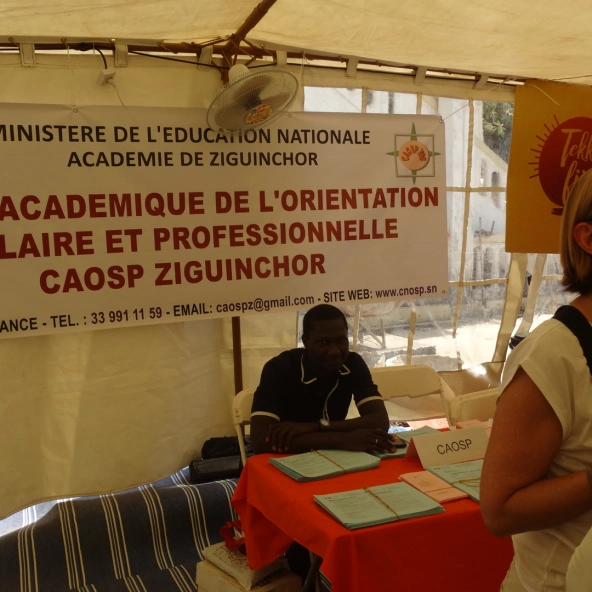 MINISTERE DE L'EDUCATION NATIONALE
ACADEMIE DE ZIGUINCHOR
ACADEMIQUE DE L'ORIENTATION
LAIRE ET PROFESSIONNELLE
CAOSP ZIGUINCHOR
ANCE - TEL. : 33 991 11 59 - EMAIL: caospz@gmail.com - SITE WEB: www.cnosp.sn
CAOSP